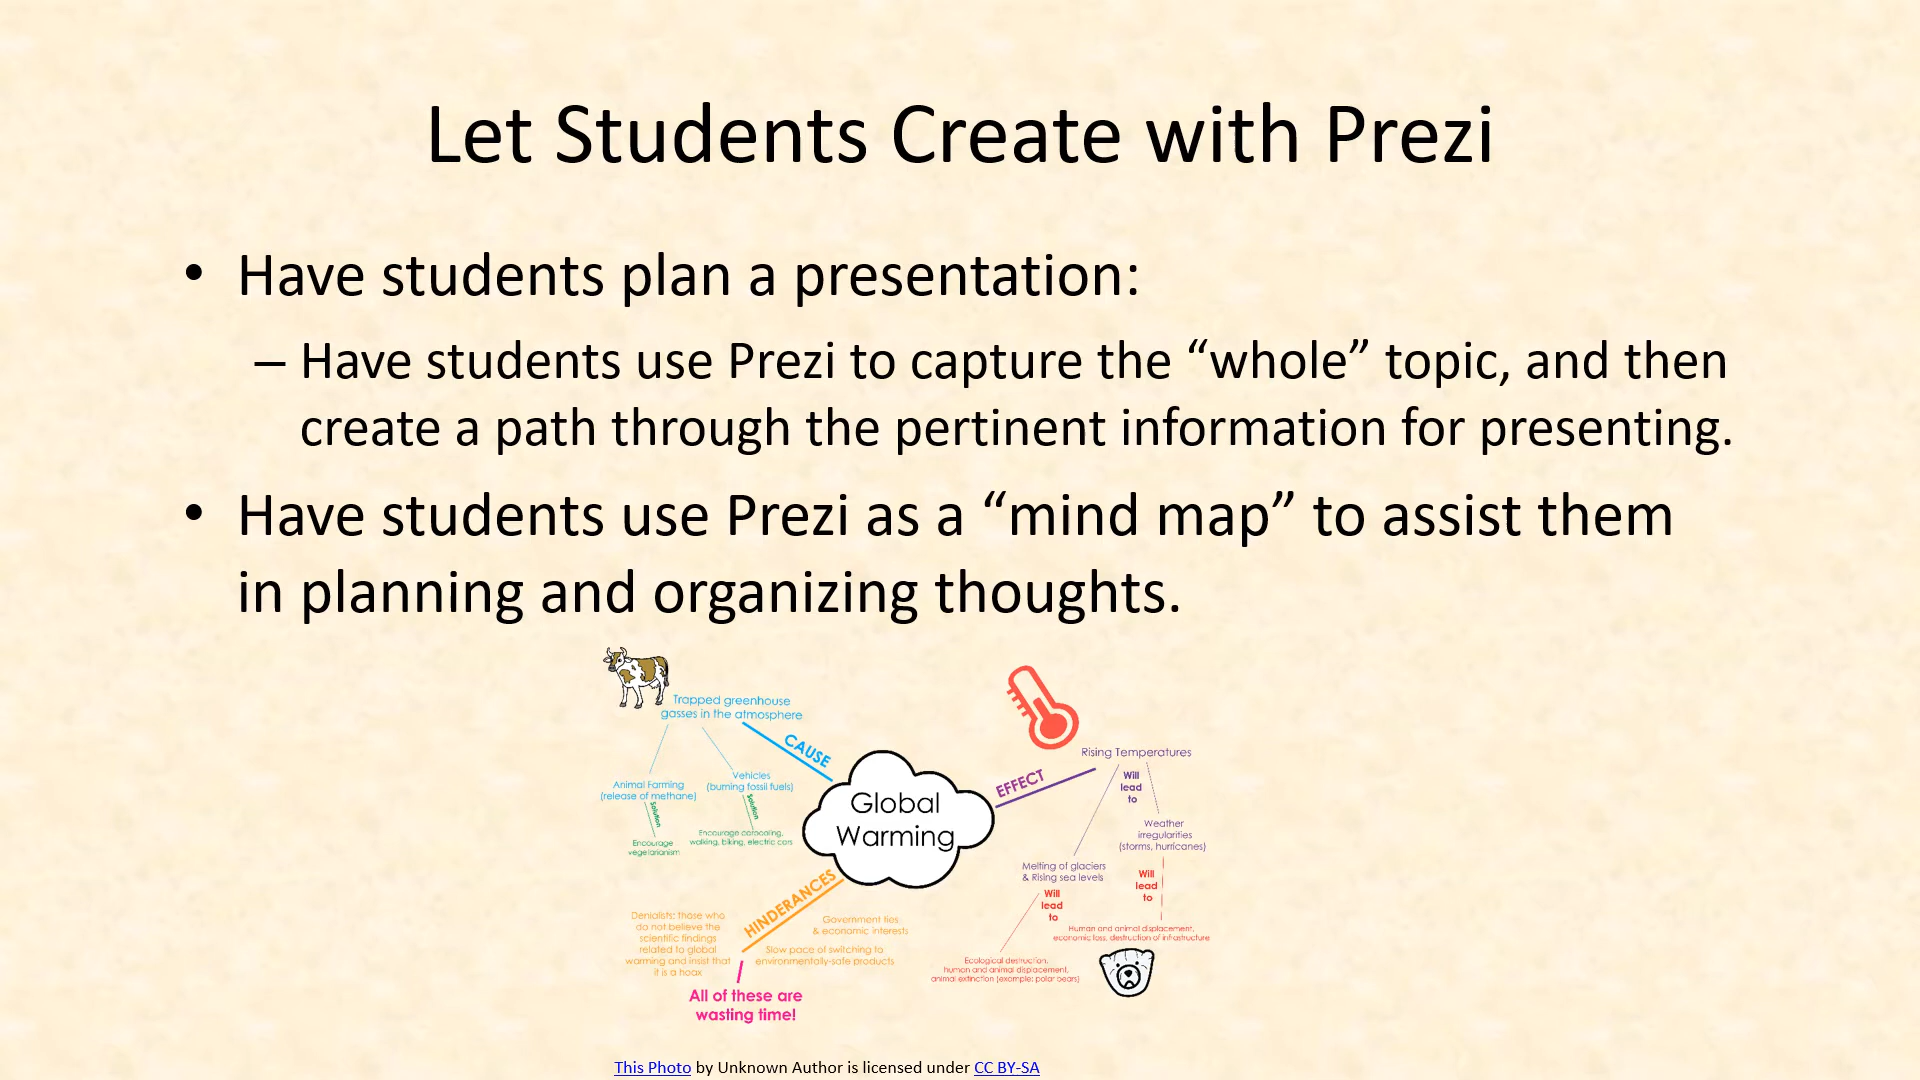 Let Students Create with Prezi
• Have students plan a presentation:
– Have students use Prezi to capture the “whole” topic, and then
create a path through the pertinent information for presenting.
• Have students use Prezi as a “mind map” to assist them
in planning and organizing thoughts.
Trapped greenhouse
gasses in the atmosphere
CAUSE
Animal Farming
(release of methane)
Vehicles
(burning fossil fuels)
Solution
Solution
Encourage
vegetarianism
Encourage carpooling,
walking, biking, electric cars
Global
Warming
EFFECT
Rising Temperatures
Will
lead
to
Weather
irregularities
(storms, hurricanes)
Melting of glaciers
& Rising sea levels
Will
lead
to
Will
lead
to
Human and animal displacement,
economic loss, destruction of infrastructure
Ecological destruction,
human and animal displacement,
animal extinction (example: polar bears)
HINDERANCES
Denialists: those who
do not believe the
scientific findings
related to global
warming and insist that
it is a hoax
Government ties
& economic interests
Slow pace of switching to
environmentally-safe products
All of these are
wasting time!
This Photo by Unknown Author is licensed under CC BY-SA